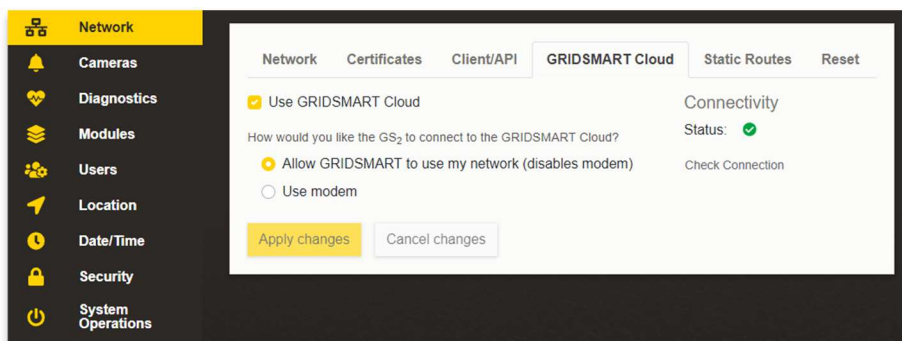 Network
Cameras
Diagnostics
Modules
Users
Location
Date/Time
Security
System
Operations
Network Certificates Client/API GRIDSMART Cloud Static Routes Reset
Use GRIDSMART Cloud
How would you like the GS2 to connect to the GRIDSMART Cloud?
Allow GRIDSMART to use my network (disables modem)
Use modem
Apply changes Cancel changes
Connectivity
Status:
Check Connection